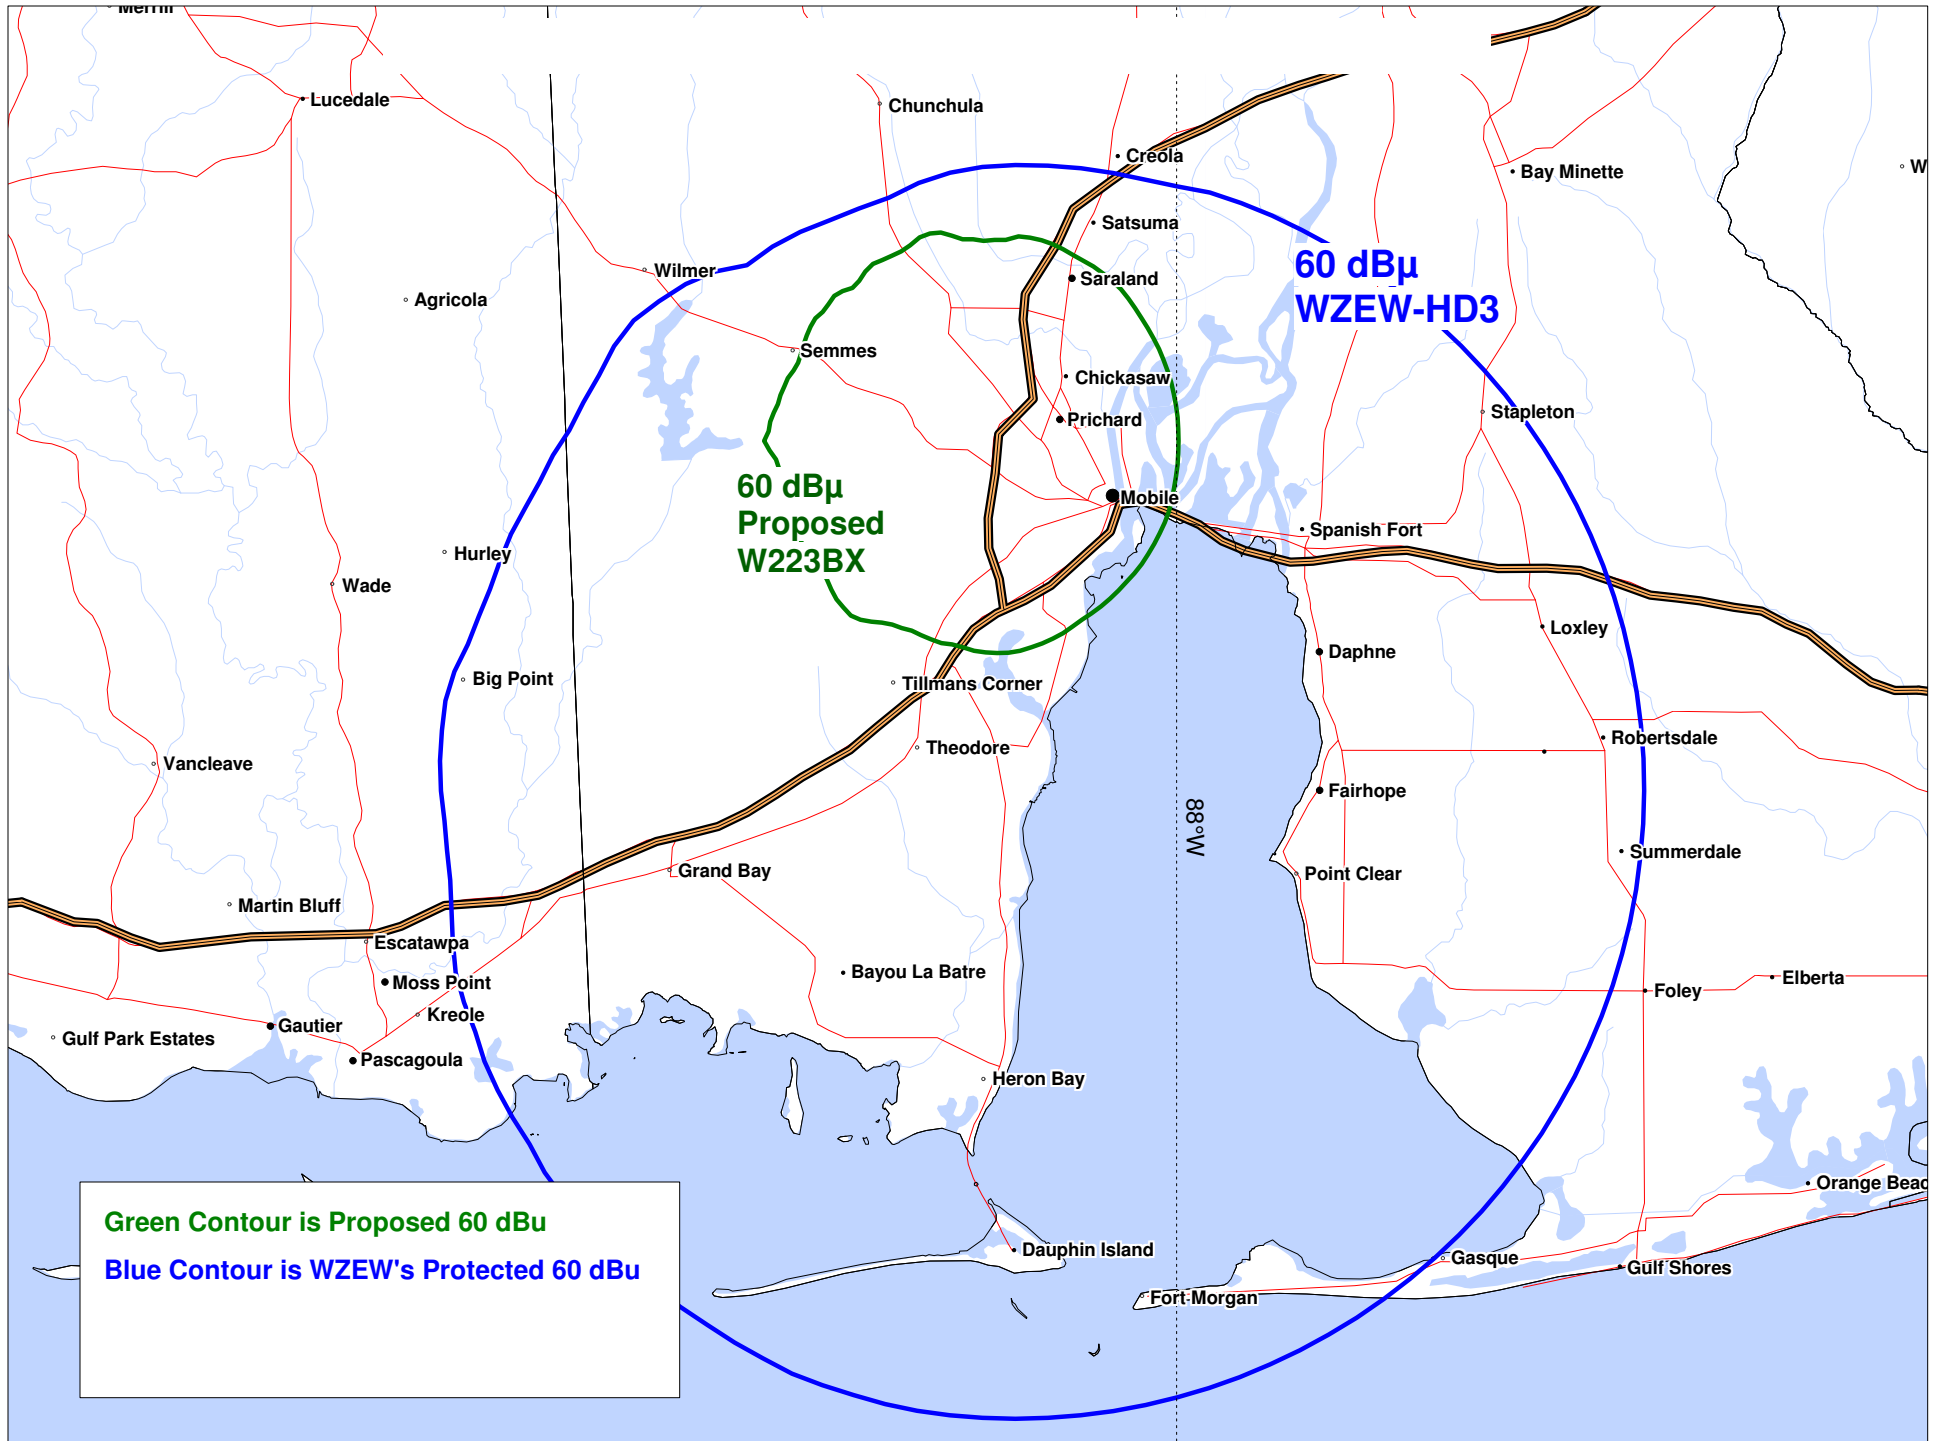 Merrill
Lucedale
Chunchula
Creola
Bay Minette
W
Satsuma
Wilmer
Saraland
60 dBµ
WZEW-HD3
Agricola
Semmes
Chickasaw
Stapleton
Prichard
60 dBµ
Proposed
W223BX
Mobile
Spanish Fort
Hurley
Wade
Loxley
Daphne
Big Point
Tillmans Corner
Robertsdale
Theodore
Vancleave
Fairhope
88°W
Summerdale
Grand Bay
Point Clear
Martin Bluff
Escatawpa
Bayou La Batre
Elberta
Moss Point
Foley
Kreole
Gautier
Gulf Park Estates
Pascagoula
Heron Bay
Orange Beac
Green Contour is Proposed 60 dBu
Dauphin Island
Gasque
Blue Contour is WZEW's Protected 60 dBu
Gulf Shores
Fort Morgan